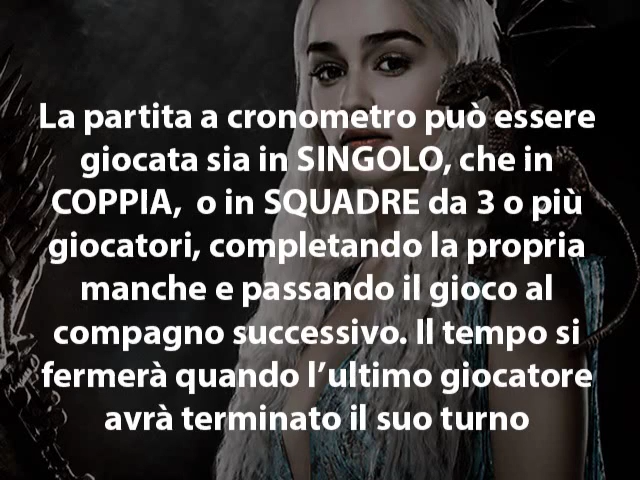 La partita a cronometro può essere
giocata sia in SINGOLO, che in
COPPIA,  o in SQUADRE da 3 o più
giocatori, completando la propria
manche e passando il gioco al
compagno successivo. Il tempo si
fermerà quando l’ultimo giocatore
avrà terminato il suo turno